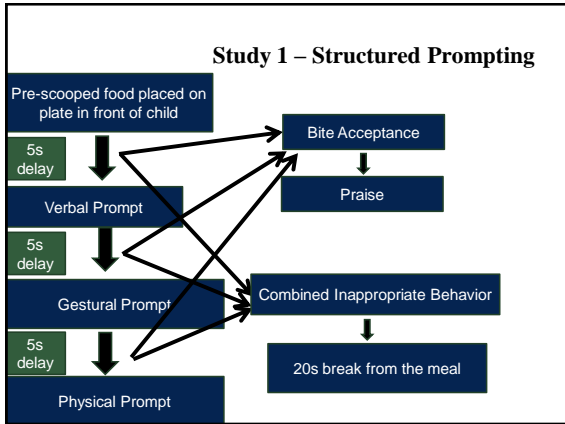 Study 1 – Structured Prompting
Pre-scooped food placed on
plate in front of child
5s
delay
Verbal Prompt
5s
delay
Gestural Prompt
5s
delay
Physical Prompt
Bite Acceptance
Praise
Combined Inappropriate Behavior
20s break from the meal